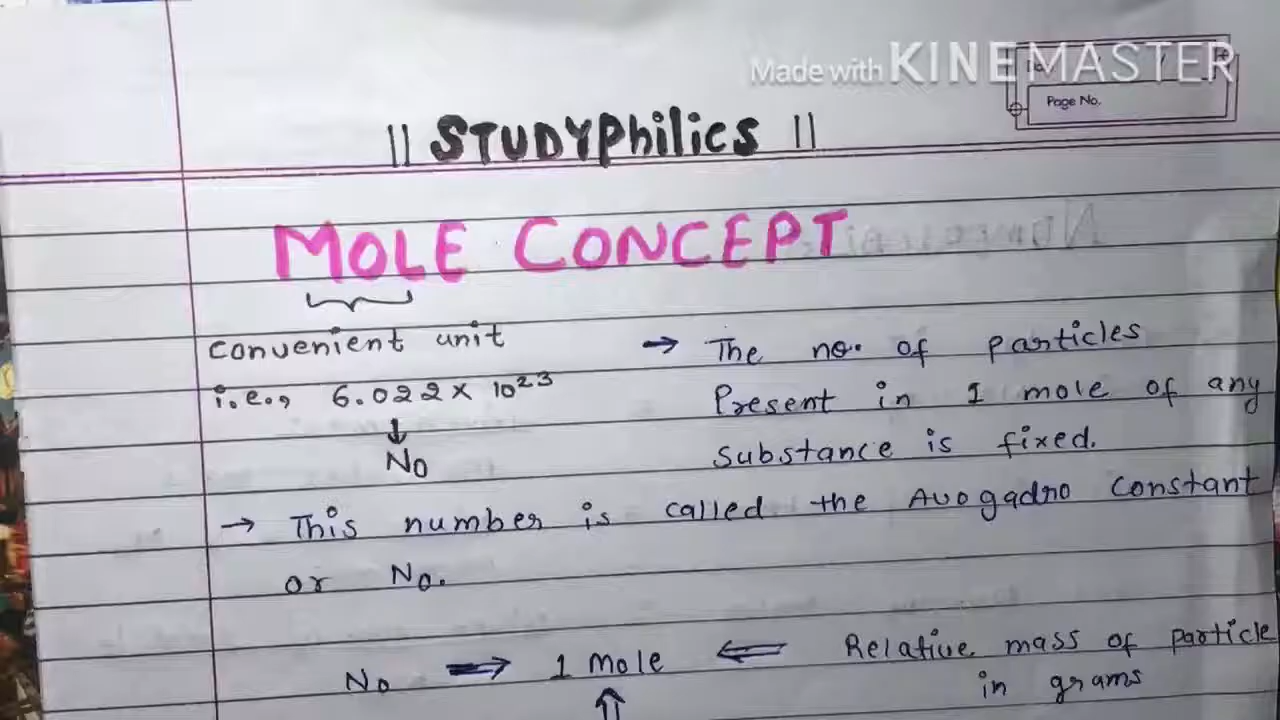 Made with KINEMASTER
Page No.
|| STUDYPhilics ||
MOLE CONCEPT
convenient unit
i.e., 6.022 × 10²³
↓
No
→ The no. of particles
Present in 1 mole of any
substance is fixed.
→ This number is called the Avogadro constant
or No.
No ⇒ 1 Mole ⇐ Relative mass of particle
in grams
⇑